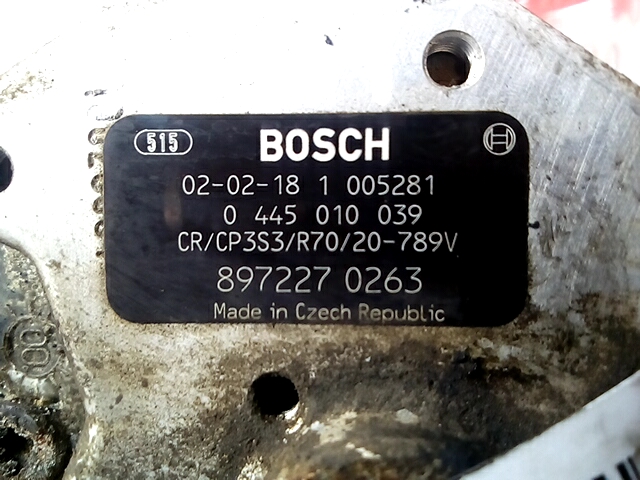 515 BOSCH
02-02-18 1 005281
0 445 010 039
CR/CP3S3/R70/20-789V
897227 0263
Made in Czech Republic